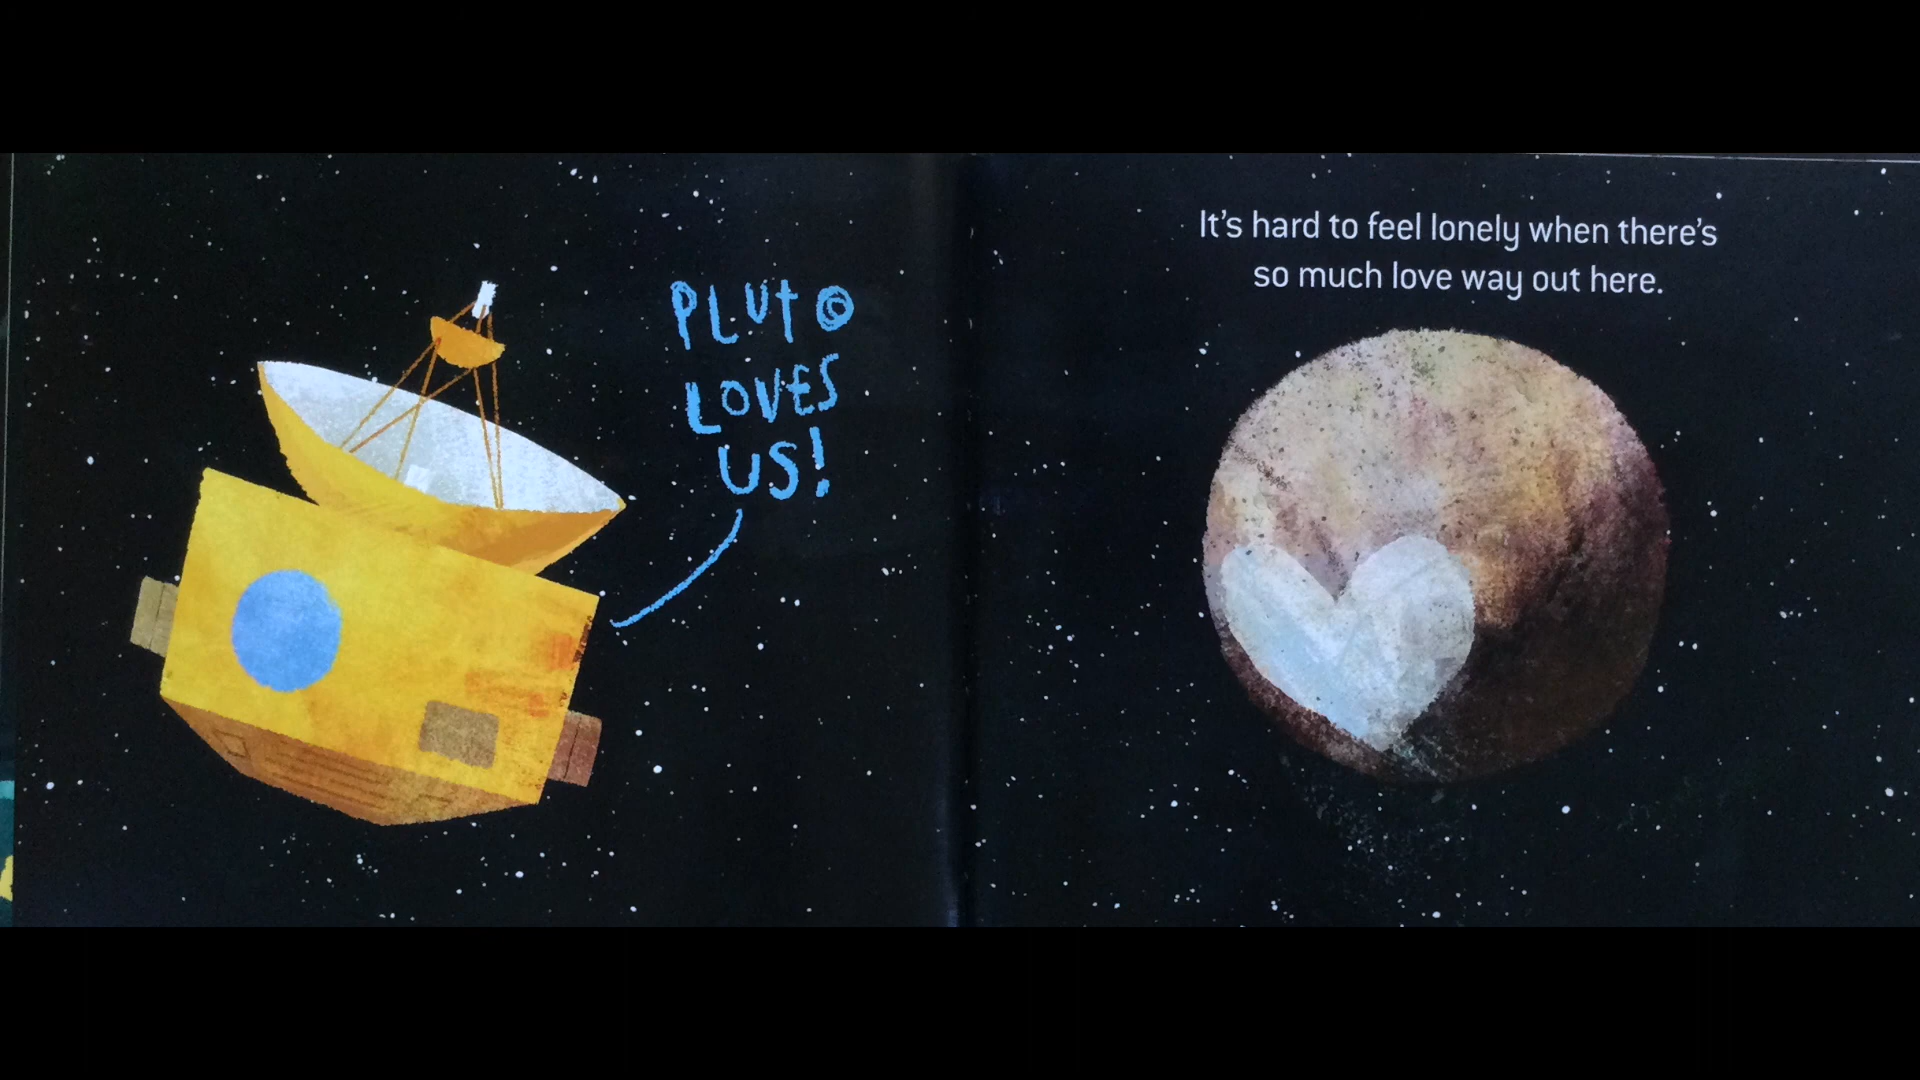 PLUTO
LOVES
US!
It's hard to feel lonely when there's
so much love way out here.